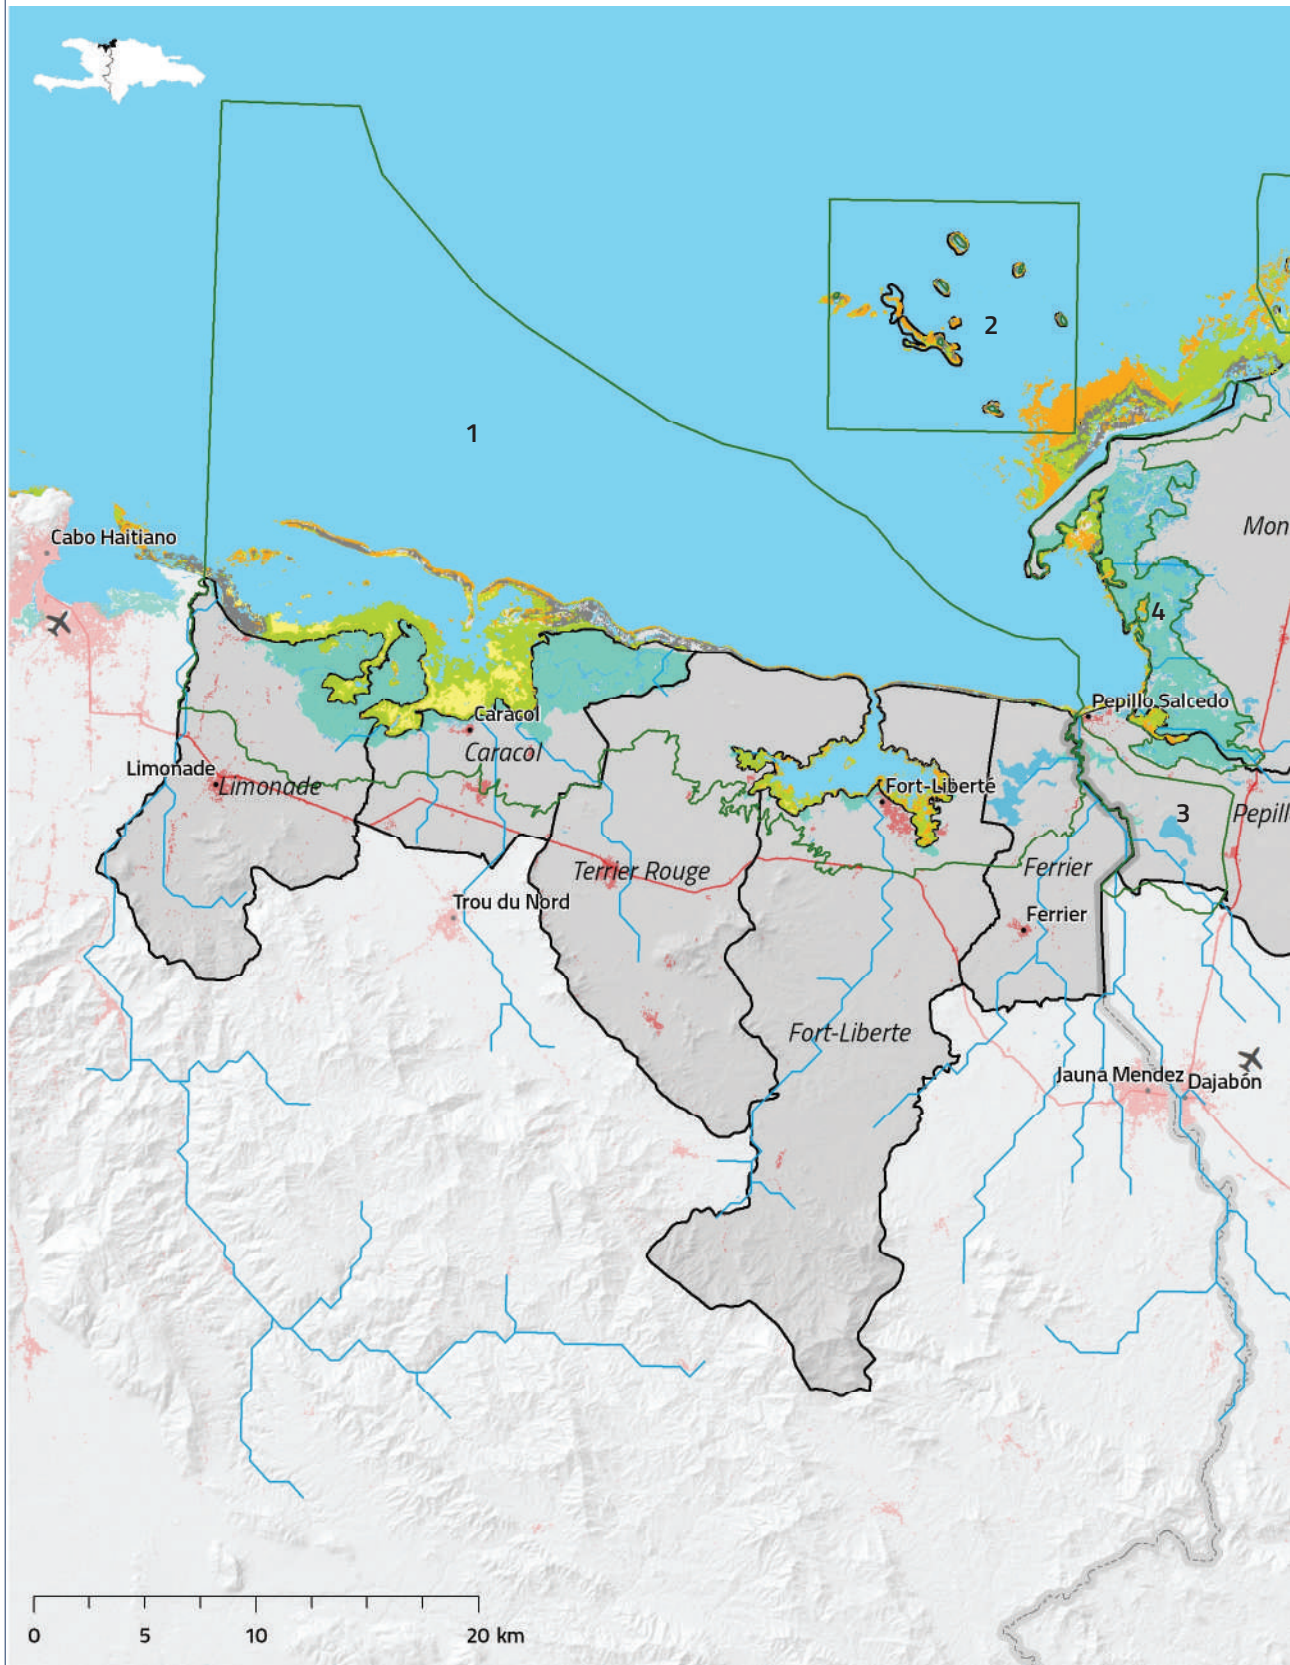 2
1
Cabo Haitiano
Mon
4
Pepillo Salcedo
Caracol
Caracol
Limonade
Limonade
Fort-Liberté
3
Pepill
Terrier Rouge
Ferrier
Trou du Nord
Ferrier
Fort-Liberte
Jauna Mendez
Dajabón
0 5 10 20 km